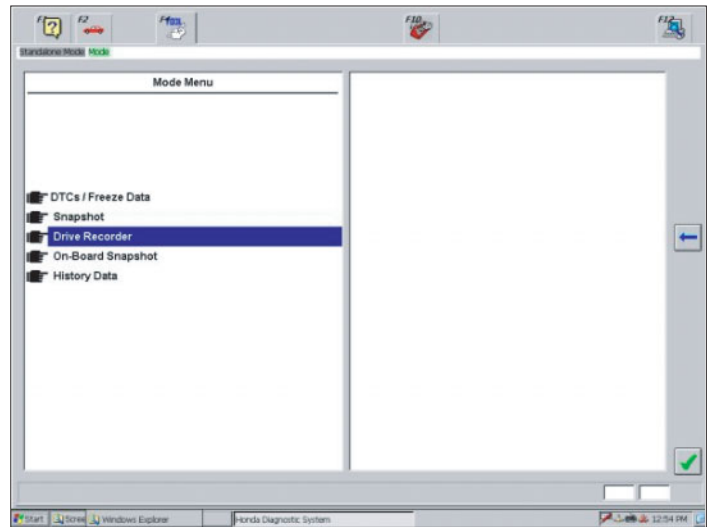 F2
F10
F12
Standalone Mode Mode
Mode Menu
DTCs / Freeze Data
Snapshot
Drive Recorder
On-Board Snapshot
History Data
Start
Windows Explorer
Honda Diagnostic System
12:54 PM